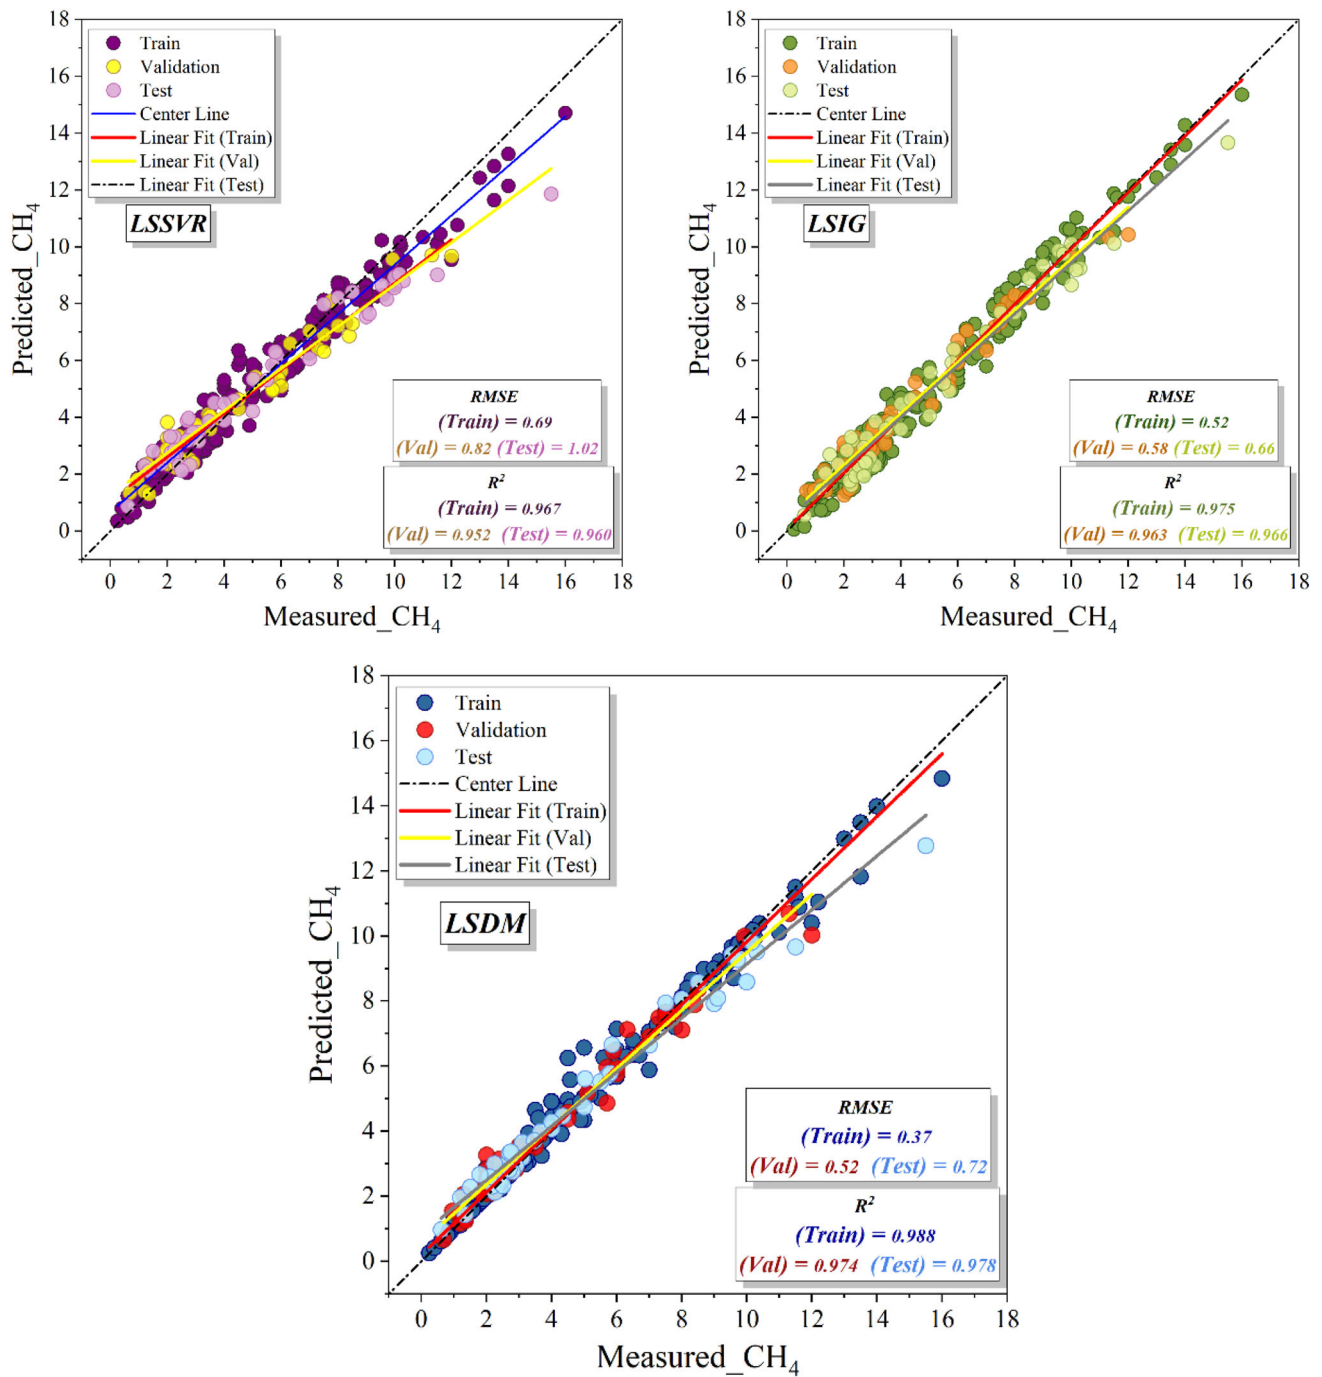 18
16
14
12
10
8
6
4
2
0
Predicted_CH4
Train
Validation
Test
Center Line
Linear Fit (Train)
Linear Fit (Val)
Linear Fit (Test)
LSSVR
RMSE
(Train) = 0.69
(Val) = 0.82 (Test) = 1.02
R²
(Train) = 0.967
(Val) = 0.952 (Test) = 0.960
0 2 4 6 8 10 12 14 16 18
Measured_CH4
18
16
14
12
10
8
6
4
2
0
Predicted_CH4
Train
Validation
Test
Center Line
Linear Fit (Train)
Linear Fit (Val)
Linear Fit (Test)
LSIG
RMSE
(Train) = 0.52
(Val) = 0.58 (Test) = 0.66
R²
(Train) = 0.975
(Val) = 0.963 (Test) = 0.966
0 2 4 6 8 10 12 14 16 18
Measured_CH4
18
16
14
12
10
8
6
4
2
0
Predicted_CH4
Train
Validation
Test
Center Line
Linear Fit (Train)
Linear Fit (Val)
Linear Fit (Test)
LSDM
RMSE
(Train) = 0.37
(Val) = 0.52 (Test) = 0.72
R²
(Train) = 0.988
(Val) = 0.974 (Test) = 0.978
0 2 4 6 8 10 12 14 16 18
Measured_CH4